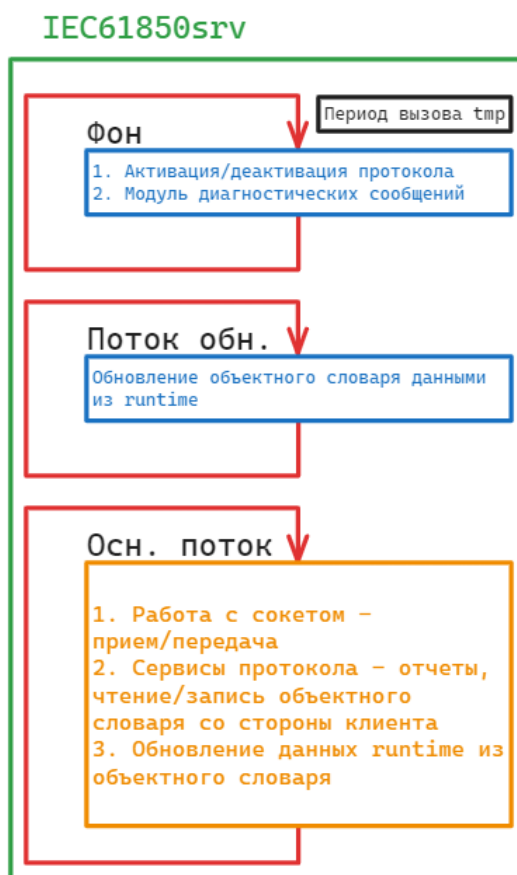 IEC61850srv
Период вызова tmp
Фон
1. Активация/деактивация протокола
2. Модуль диагностических сообщений
Поток обн.
Обновление объектного словаря данными
из runtime
Осн. поток
1. Работа с сокетом –
прием/передача
2. Сервисы протокола – отчеты,
чтение/запись объектного
словаря со стороны клиента
3. Обновление данных runtime из
объектного словаря